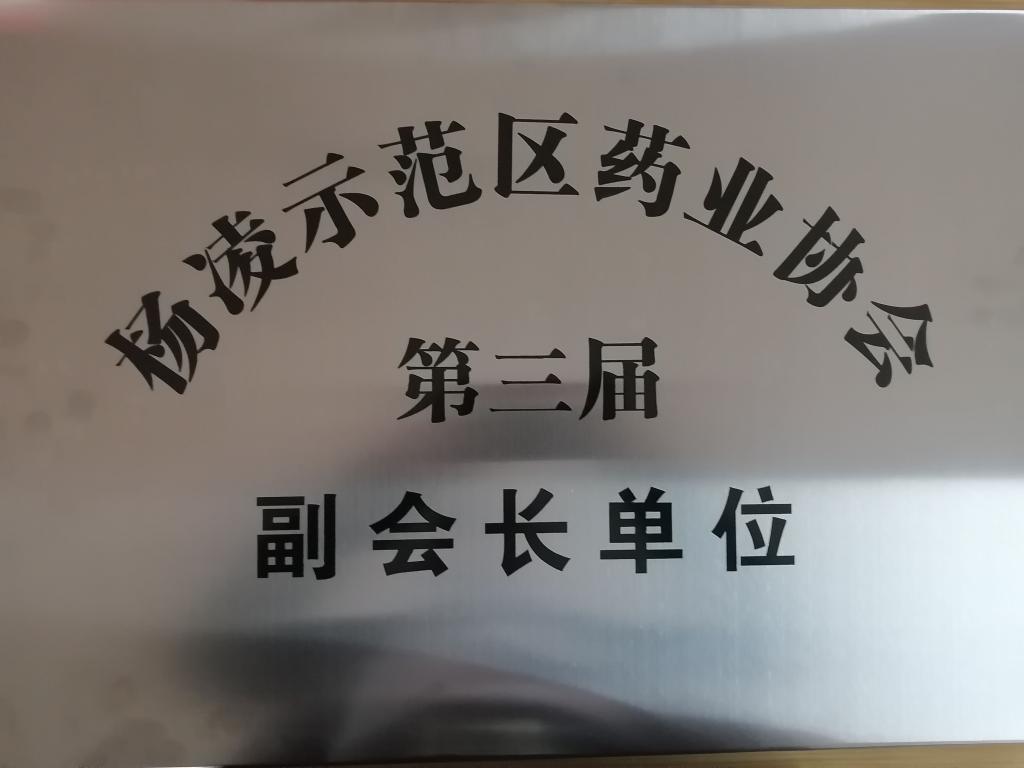 杨凌示范区药业协会
第三届
副会长单位